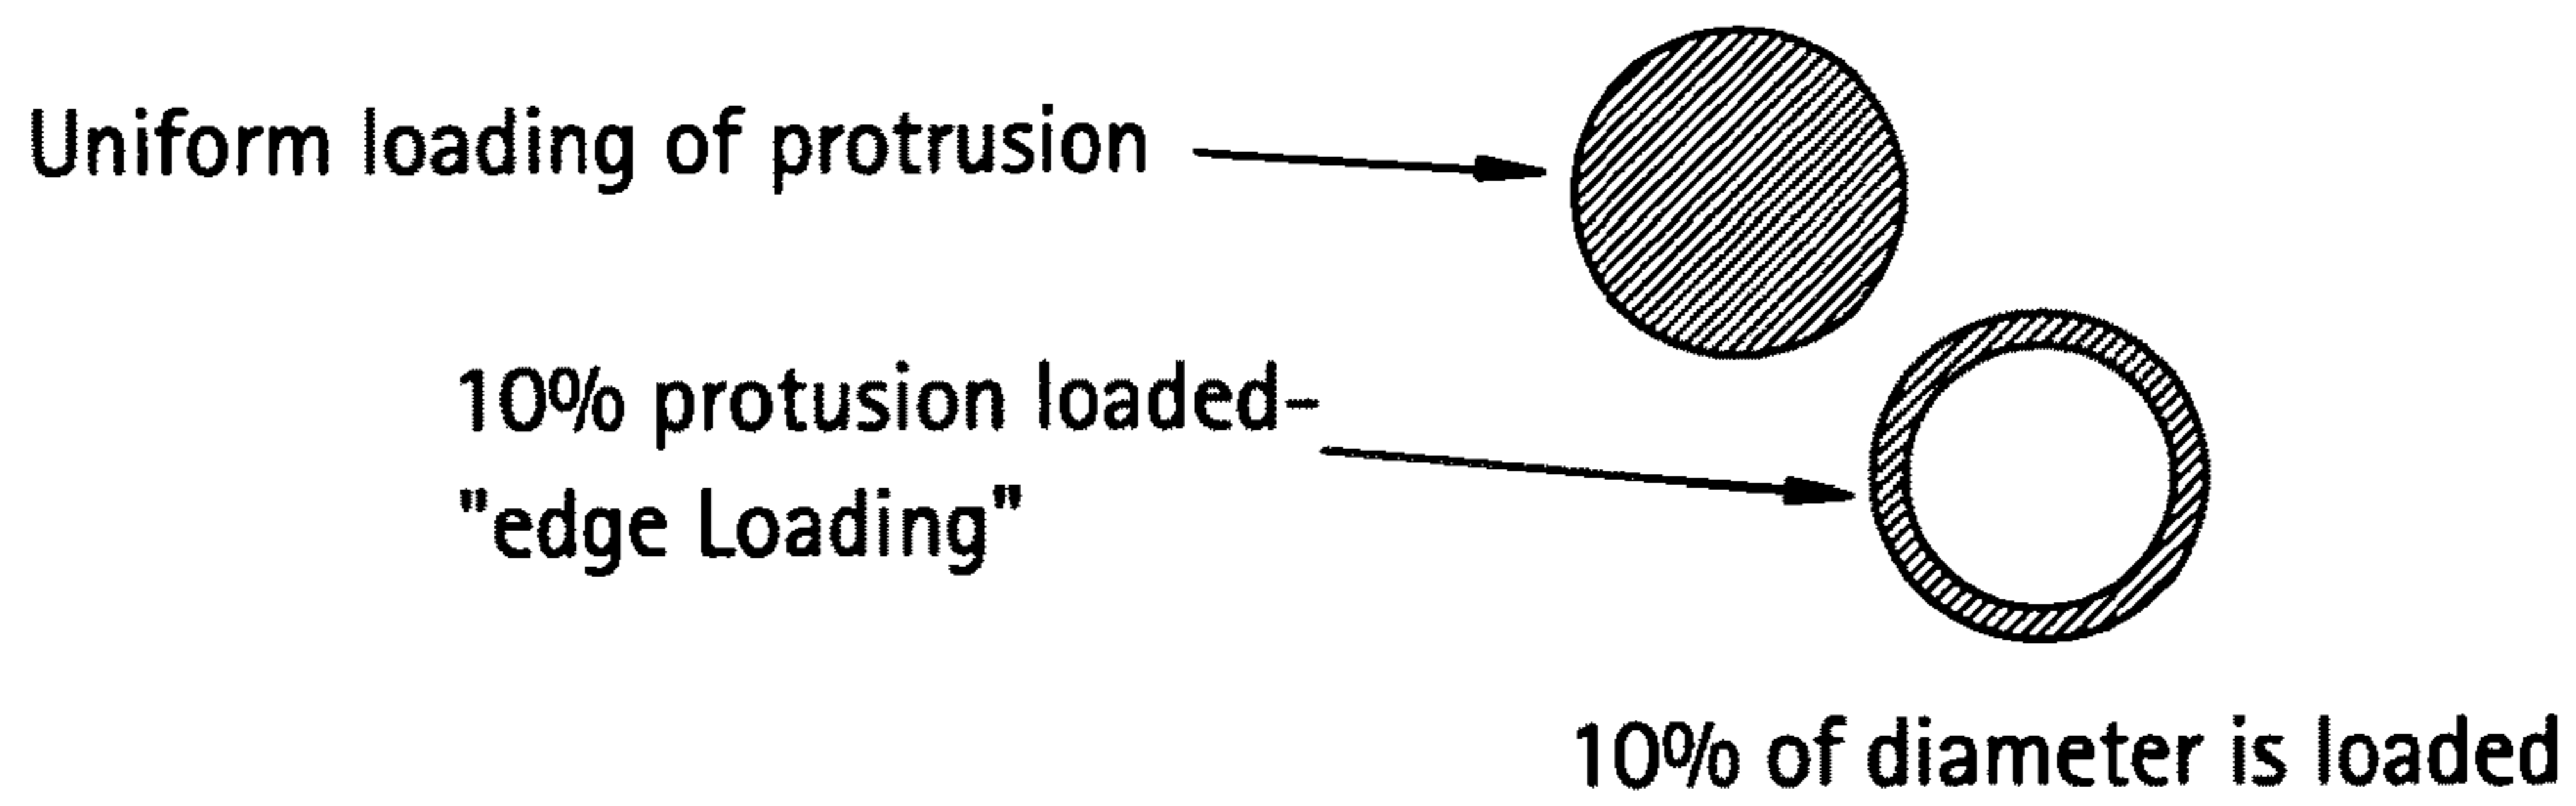 Uniform loading of protrusion
10% protusion loaded-
"edge Loading"
10% of diameter is loaded